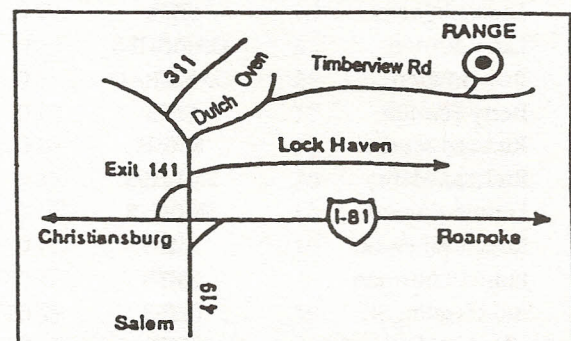 RANGE
311
Dutch Oven
Timberview Rd
Lock Haven
Exit 141
I-81
Christiansburg
Roanoke
419
Salem